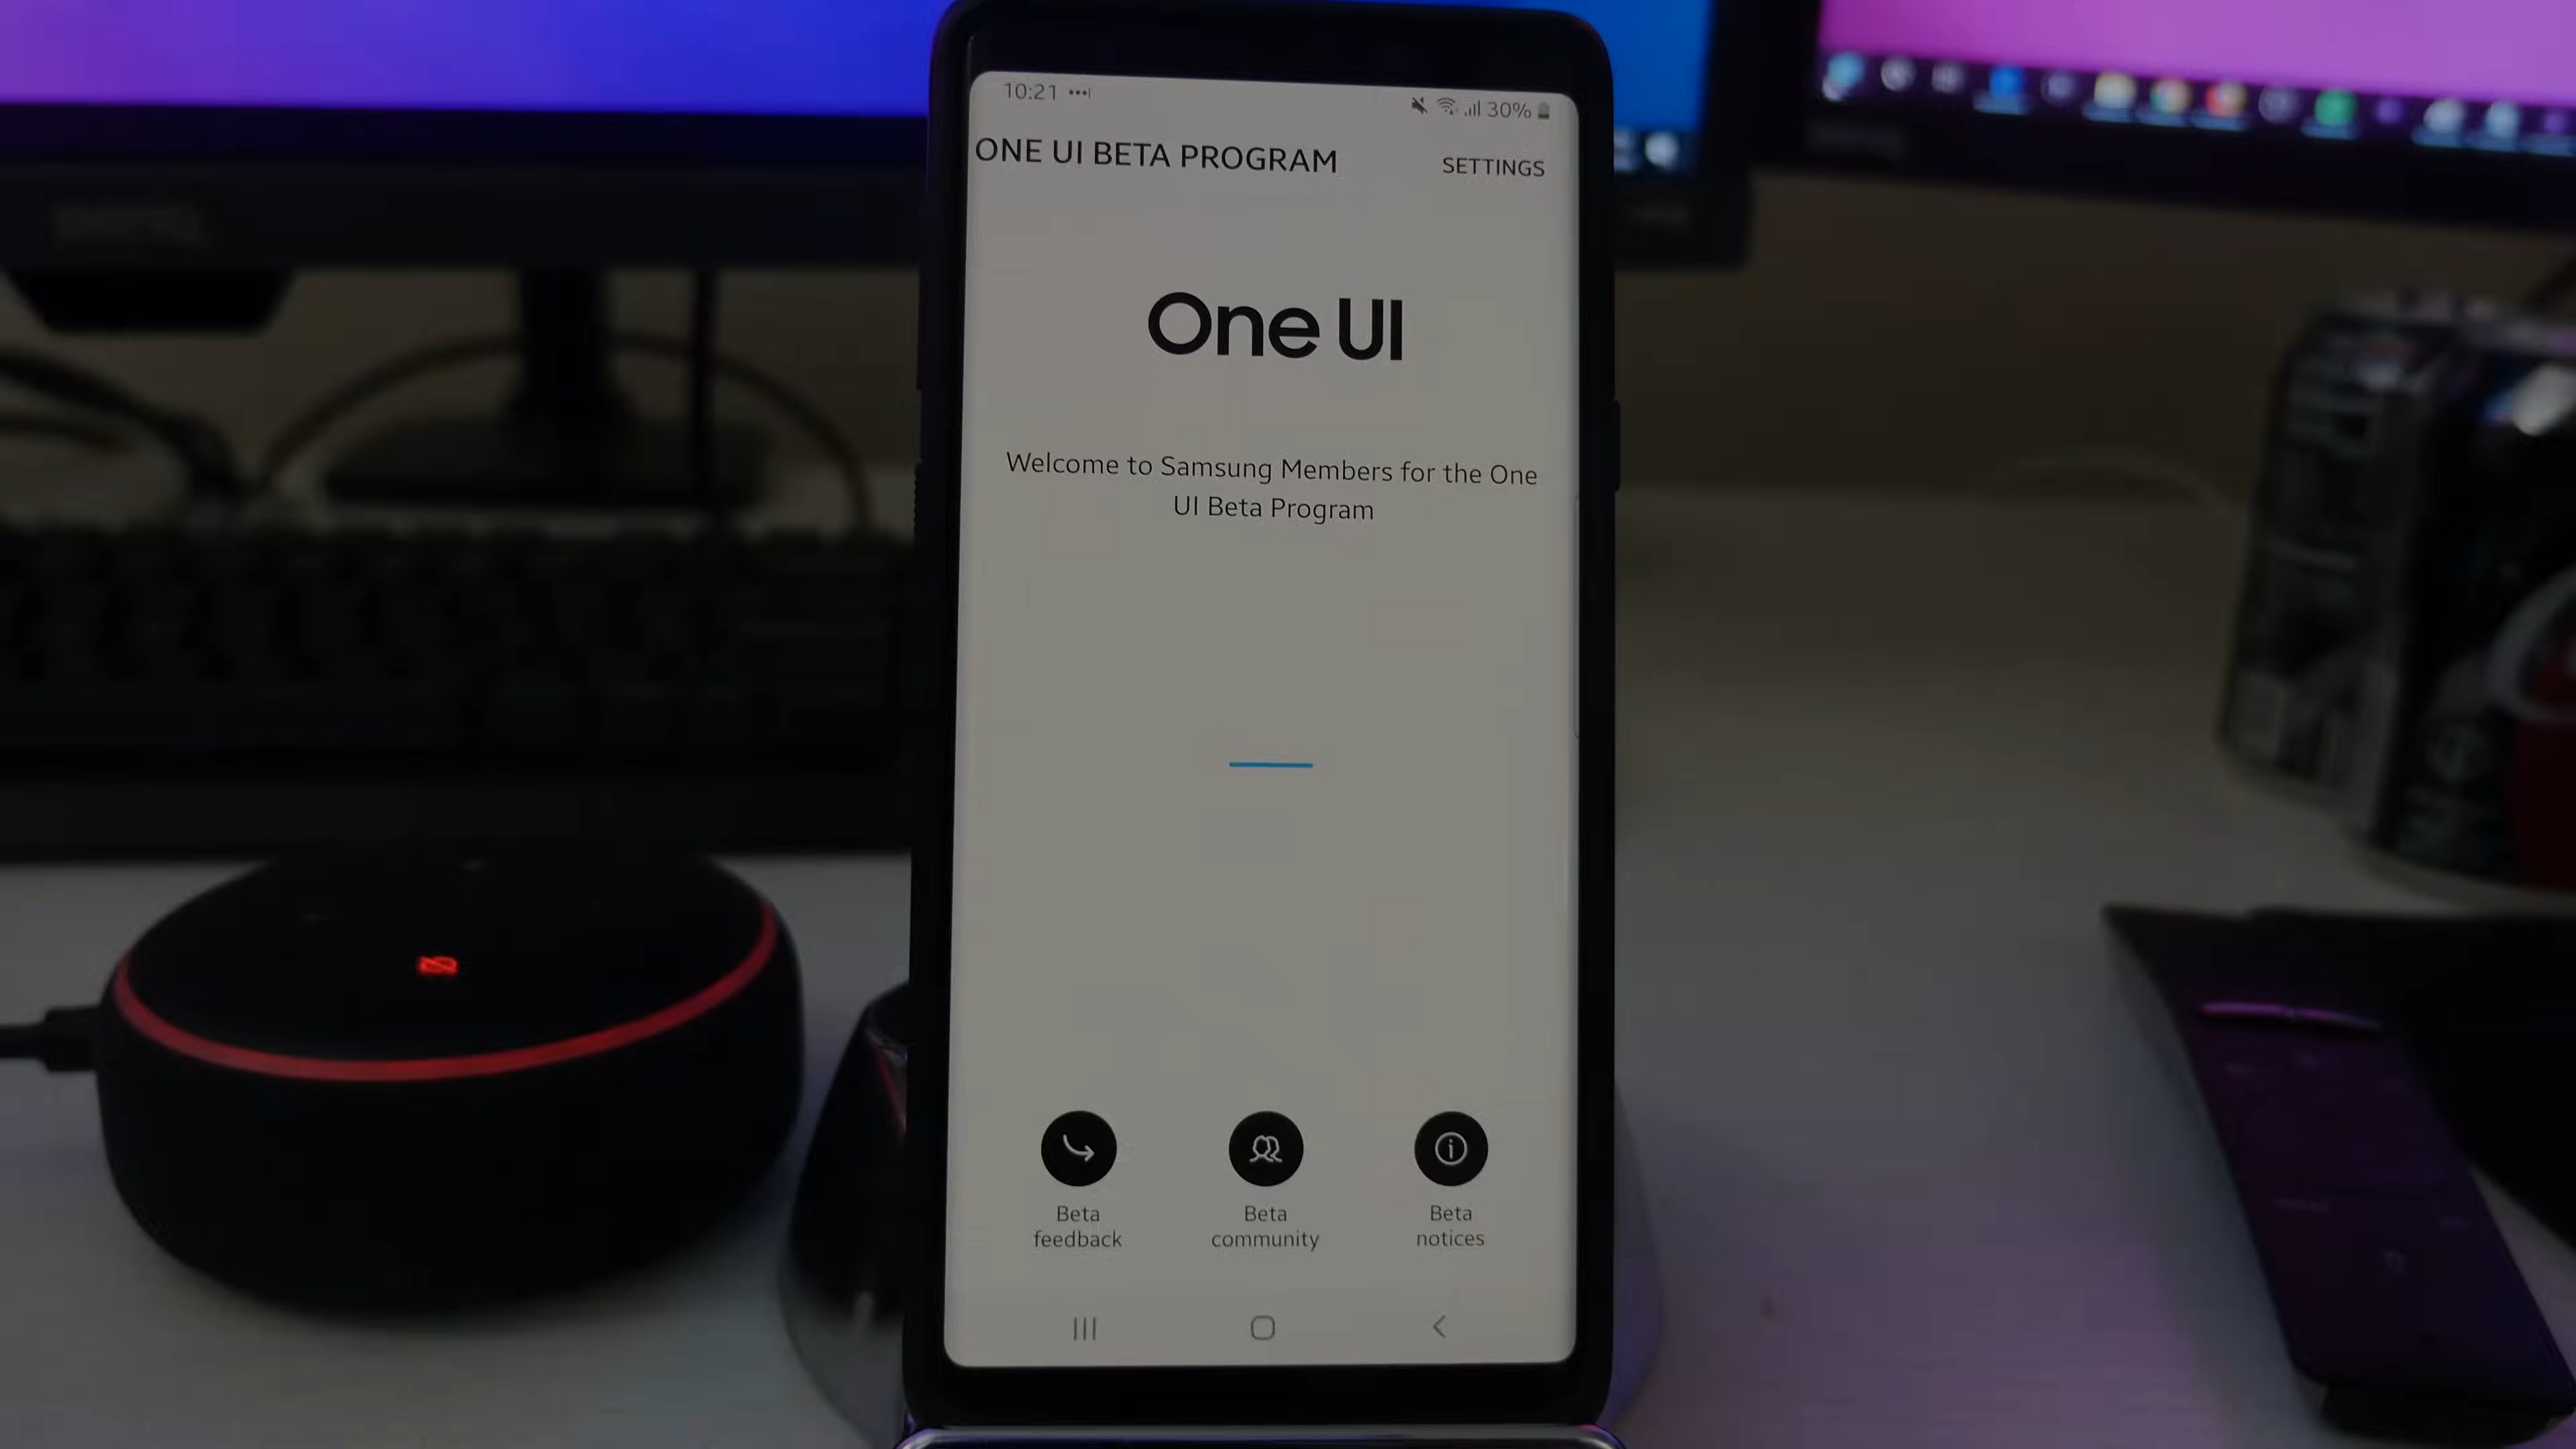 10:21
30%
ONE UI BETA PROGRAM
SETTINGS
One UI
Welcome to Samsung Members for the One
UI Beta Program
Beta
feedback
Beta
community
Beta
notices